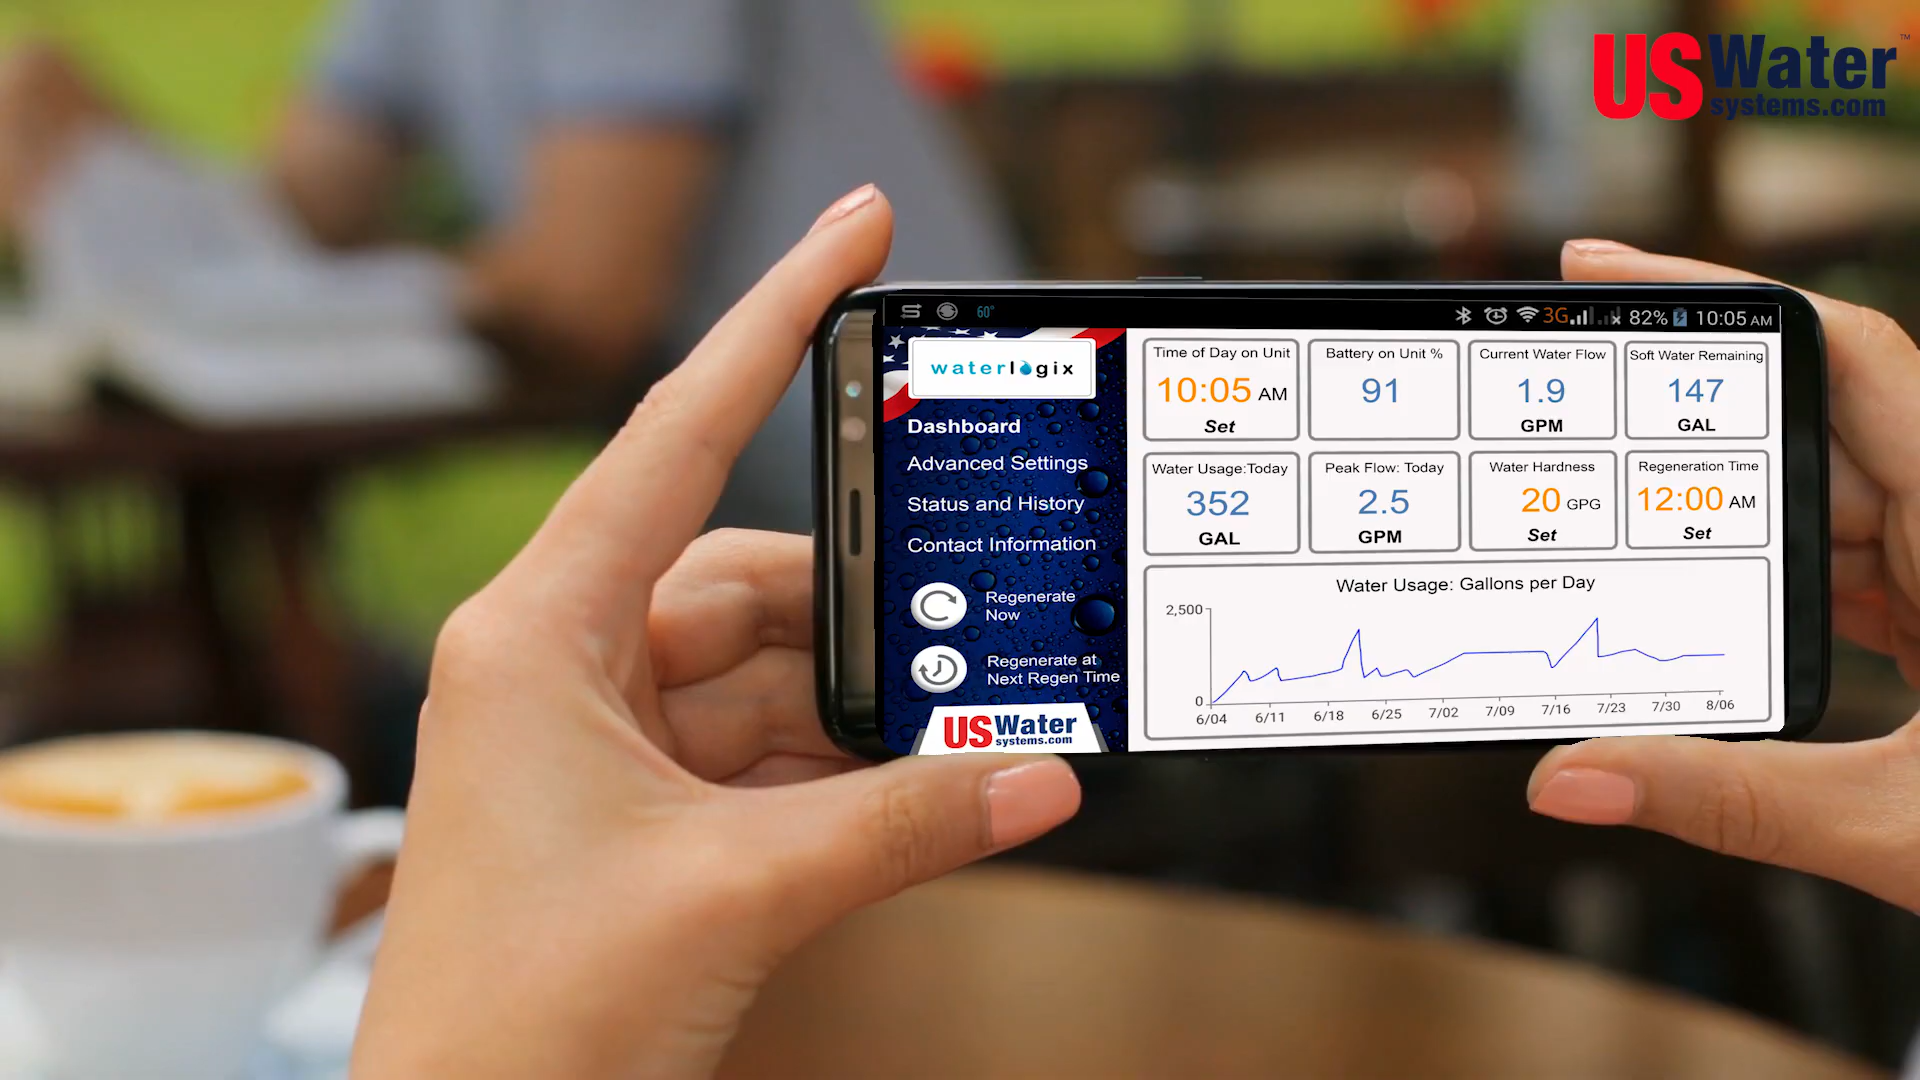 USWater™
systems.com
60°
3G 82% 10:05 AM
waterlogix
Dashboard
Advanced Settings
Status and History
Contact Information
Regenerate
Now
Regenerate at
Next Regen Time
USWater
systems.com
Time of Day on Unit
10:05 AM
Set
Battery on Unit %
91
Current Water Flow
1.9
GPM
Soft Water Remaining
147
GAL
Water Usage:Today
352
GAL
Peak Flow: Today
2.5
GPM
Water Hardness
20 GPG
Set
Regeneration Time
12:00 AM
Set
Water Usage: Gallons per Day
2,500
0
6/04 6/11 6/18 6/25 7/02 7/09 7/16 7/23 7/30 8/06